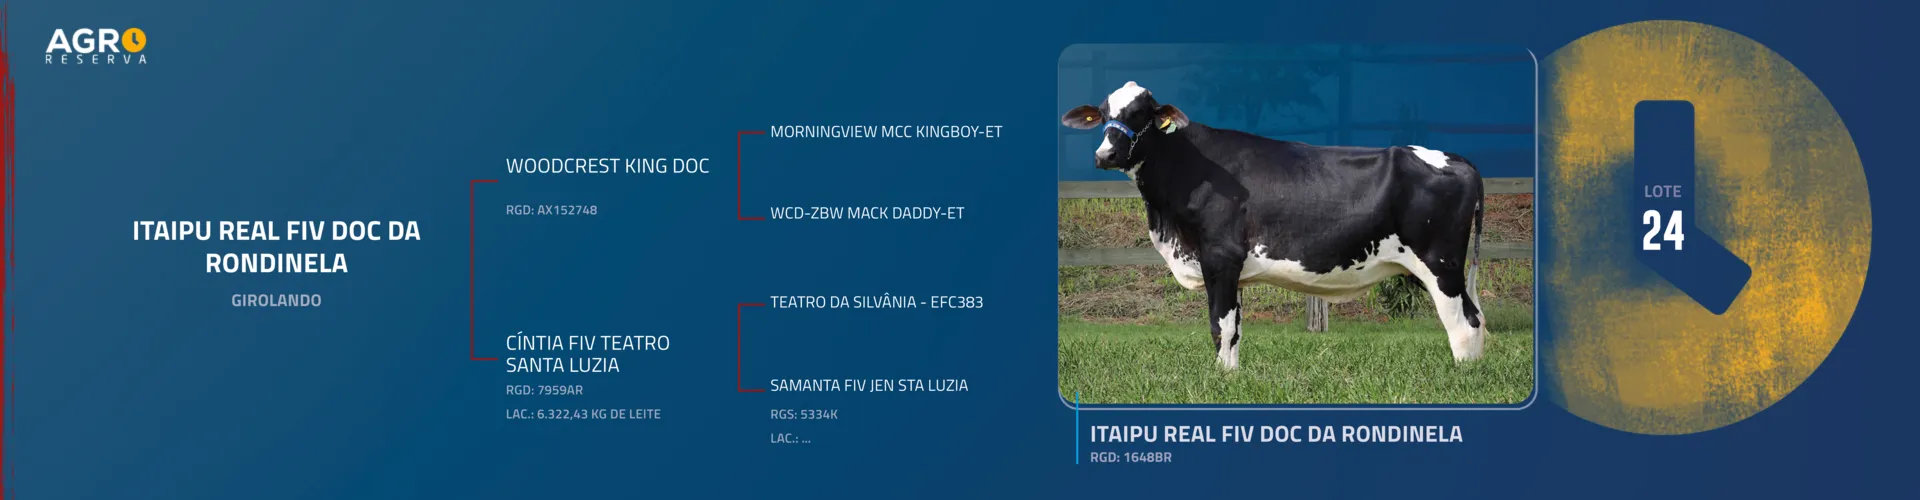 AGRO
RESERVA
ITAIPU REAL FIV DOC DA
RONDINELA
GIROLANDO
WOODCREST KING DOC
RGD: AX152748
CÍNTIA FIV TEATRO
SANTA LUZIA
RGD: 7959AR
LAC.: 6.322,43 KG DE LEITE
MORNINGVIEW MCC KINGBOY-ET
WCD-ZBW MACK DADDY-ET
TEATRO DA SILVÂNIA - EFC383
SAMANTA FIV JEN STA LUZIA
RGS: 5334K
LAC.: ...
ITAIPU REAL FIV DOC DA RONDINELA
RGD: 1648BR
LOTE
24